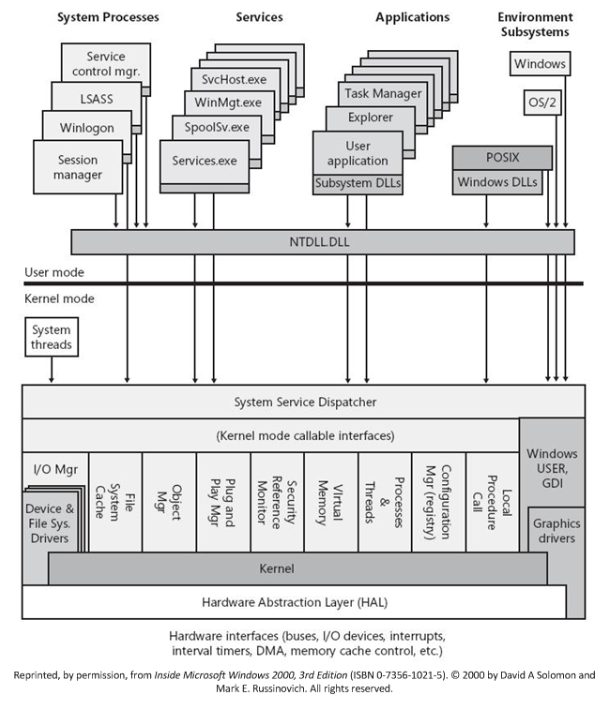 System Processes
Services
Applications
Environment
Subsystems
Service
control mgr.
LSASS
Winlogon
Session
manager
SvcHost.exe
WinMgt.exe
SpoolSv.exe
Services.exe
Task Manager
Explorer
User
application
Subsystem DLLs
Windows
OS/2
POSIX
Windows DLLs
NTDLL.DLL
User mode
Kernel mode
System
threads
System Service Dispatcher
(Kernel mode callable interfaces)
I/O Mgr
Device &
File Sys.
Drivers
File
System
Cache
Object
Mgr
Plug and
Play Mgr
Security
Reference
Monitor
Virtual
Memory
Processes
&
Threads
Configuration
Mgr (registry)
Local
Procedure
Call
Windows
USER,
GDI
Graphics
drivers
Kernel
Hardware Abstraction Layer (HAL)
Hardware interfaces (buses, I/O devices, interrupts,
interval timers, DMA, memory cache control, etc.)
Reprinted, by permission, from Inside Microsoft Windows 2000, 3rd Edition (ISBN 0-7356-1021-5). © 2000 by David A Solomon and
Mark E. Russinovich. All rights reserved.